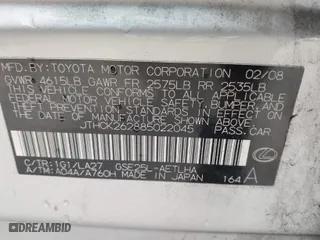 MFD. BY: TOYOTA MOTOR CORPORATION 02/08
GVWR 4615LB GAWR FR 2575LB RR 2535LB
THIS VEHICLE CONFORMS TO ALL APPLICABLE
FEDERAL MOTOR VEHICLE SAFETY, BUMPER, AND
THEFT PREVENTION STANDARDS IN EFFECT ON
THE DATE OF MANUFACTURE SHOWN ABOVE.
JTHCK262885022045 PASS. CAR
C/TR: 1G1/LA27 GSE25L-AETLHA
A/TM: A04A/A760H MADE IN JAPAN 164 A